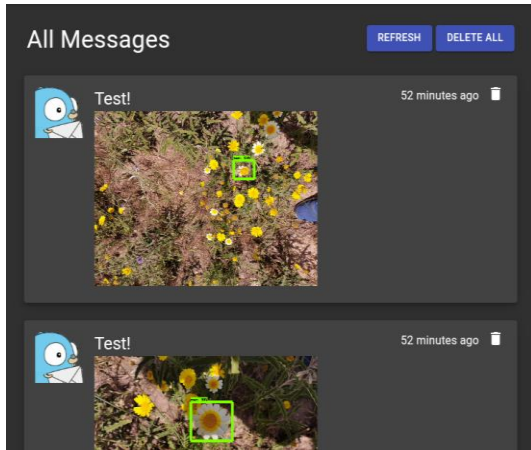 All Messages
REFRESH
DELETE ALL
Test!
52 minutes ago
Test!
52 minutes ago